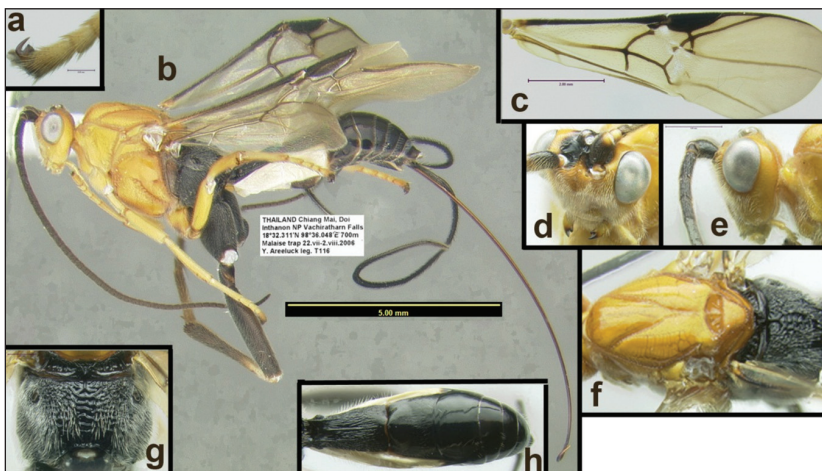 a
b
c
d
e
f
g
h
THAILAND Chiang Mai, Doi
Inthanon NP Vachiratharn Falls
18°32.311'N 98°36.048'E 700m
Malaise trap 22.vii-2.viii.2006
Y. Areeluck leg. T116
5.00 mm